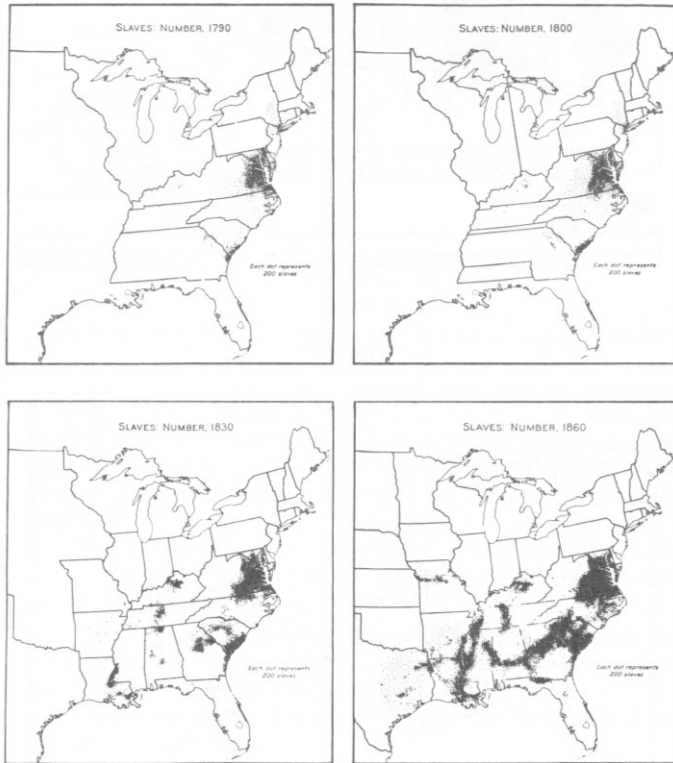 SLAVES: NUMBER, 1790
Each dot represents
200 slaves
SLAVES: NUMBER, 1800
Each dot represents
200 slaves
SLAVES: NUMBER, 1830
Each dot represents
200 slaves
SLAVES: NUMBER, 1860
Each dot represents
200 slaves